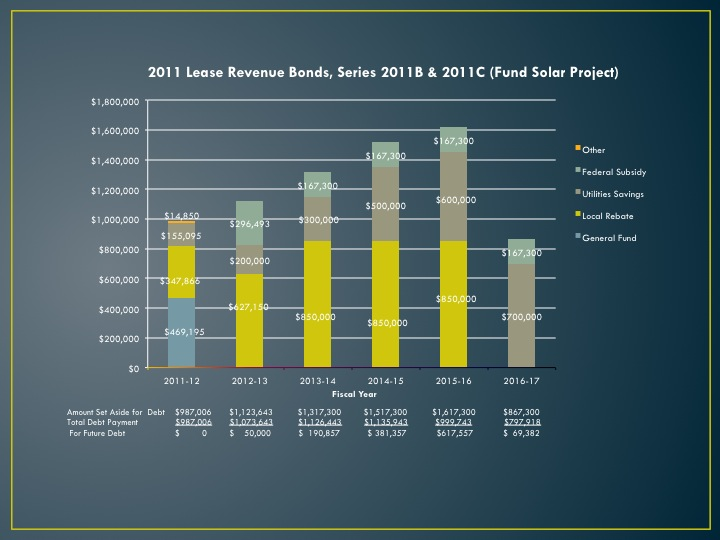 2011 Lease Revenue Bonds, Series 2011B & 2011C (Fund Solar Project)
$1,800,000
$1,600,000
$1,400,000
$1,200,000
$1,000,000
$800,000
$600,000
$400,000
$200,000
$0
$14,850
$155,095
$347,866
$469,195
$296,493
$200,000
$627,150
$167,300
$300,000
$850,000
$167,300
$500,000
$850,000
$167,300
$600,000
$850,000
$167,300
$700,000
2011-12 2012-13 2013-14 2014-15 2015-16 2016-17
Fiscal Year
Other
Federal Subsidy
Utilities Savings
Local Rebate
General Fund
Amount Set Aside for Debt $987,006 $1,123,643 $1,317,300 $1,517,300 $1,617,300 $867,300
Total Debt Payment $987,006 $1,073,643 $1,126,443 $1,135,943 $999,743 $797,918
For Future Debt $ 0 $ 50,000 $ 190,857 $ 381,357 $617,557 $ 69,382